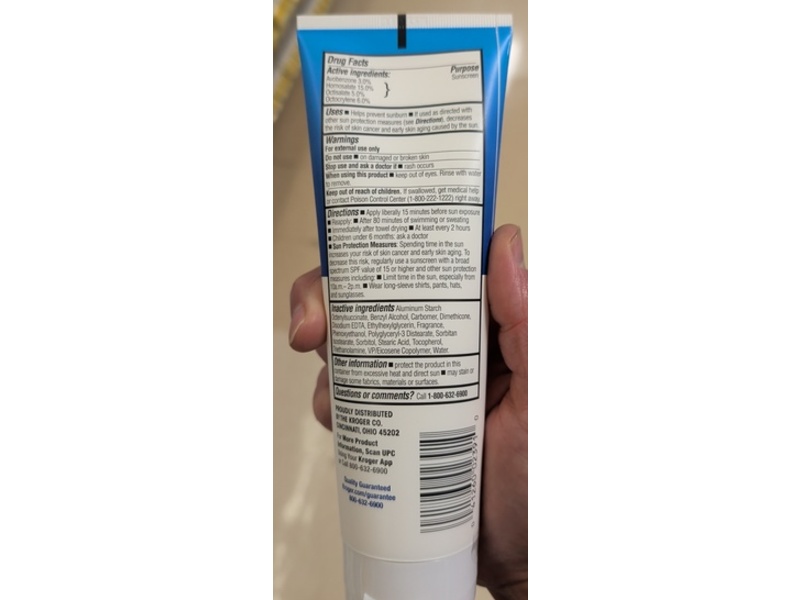 Drug Facts
Active ingredients: Purpose
Avobenzone 3.0% Sunscreen
Homosalate 15.0%
Octisalate 5.0%
Octocrylene 6.0%
Uses ■ Helps prevent sunburn ■ If used as directed with
other sun protection measures (see Directions), decreases
the risk of skin cancer and early skin aging caused by the sun.
Warnings
For external use only
Do not use ■ on damaged or broken skin
Stop use and ask a doctor if ■ rash occurs
When using this product ■ keep out of eyes. Rinse with water
to remove.
Keep out of reach of children. If swallowed, get medical help
or contact Poison Control Center (1-800-222-1222) right away.
Directions ■ Apply liberally 15 minutes before sun exposure
■ Reapply: ■ After 80 minutes of swimming or sweating
■ Immediately after towel drying ■ At least every 2 hours
■ Children under 6 months: ask a doctor
■ Sun Protection Measures: Spending time in the sun
increases your risk of skin cancer and early skin aging. To
decrease this risk, regularly use a sunscreen with a broad
spectrum SPF value of 15 or higher and other sun protection
measures including: ■ Limit time in the sun, especially from
10a.m.– 2p.m. ■ Wear long-sleeve shirts, pants, hats,
and sunglasses.
Inactive ingredients Aluminum Starch
Octenylsuccinate, Benzyl Alcohol, Carbomer, Dimethicone,
Disodium EDTA, Ethylhexylglycerin, Fragrance,
Phenoxyethanol, Polyglyceryl-3 Distearate, Sorbitan
Isostearate, Sorbitol, Stearic Acid, Tocopherol,
Triethanolamine, VP/Eicosene Copolymer, Water
Other information ■ protect the product in this
container from excessive heat and direct sun ■ may stain or
damage some fabrics, materials or surfaces.
Questions or comments? Call 1-800-632-6900
PROUDLY DISTRIBUTED
BY THE KROGER CO.
CINCINNATI, OHIO 45202
For More Product
Information, Scan UPC
Using Your Kroger App
or Call 800-632-6900
Quality Guaranteed
Kroger.com/guarantee
800-632-6900